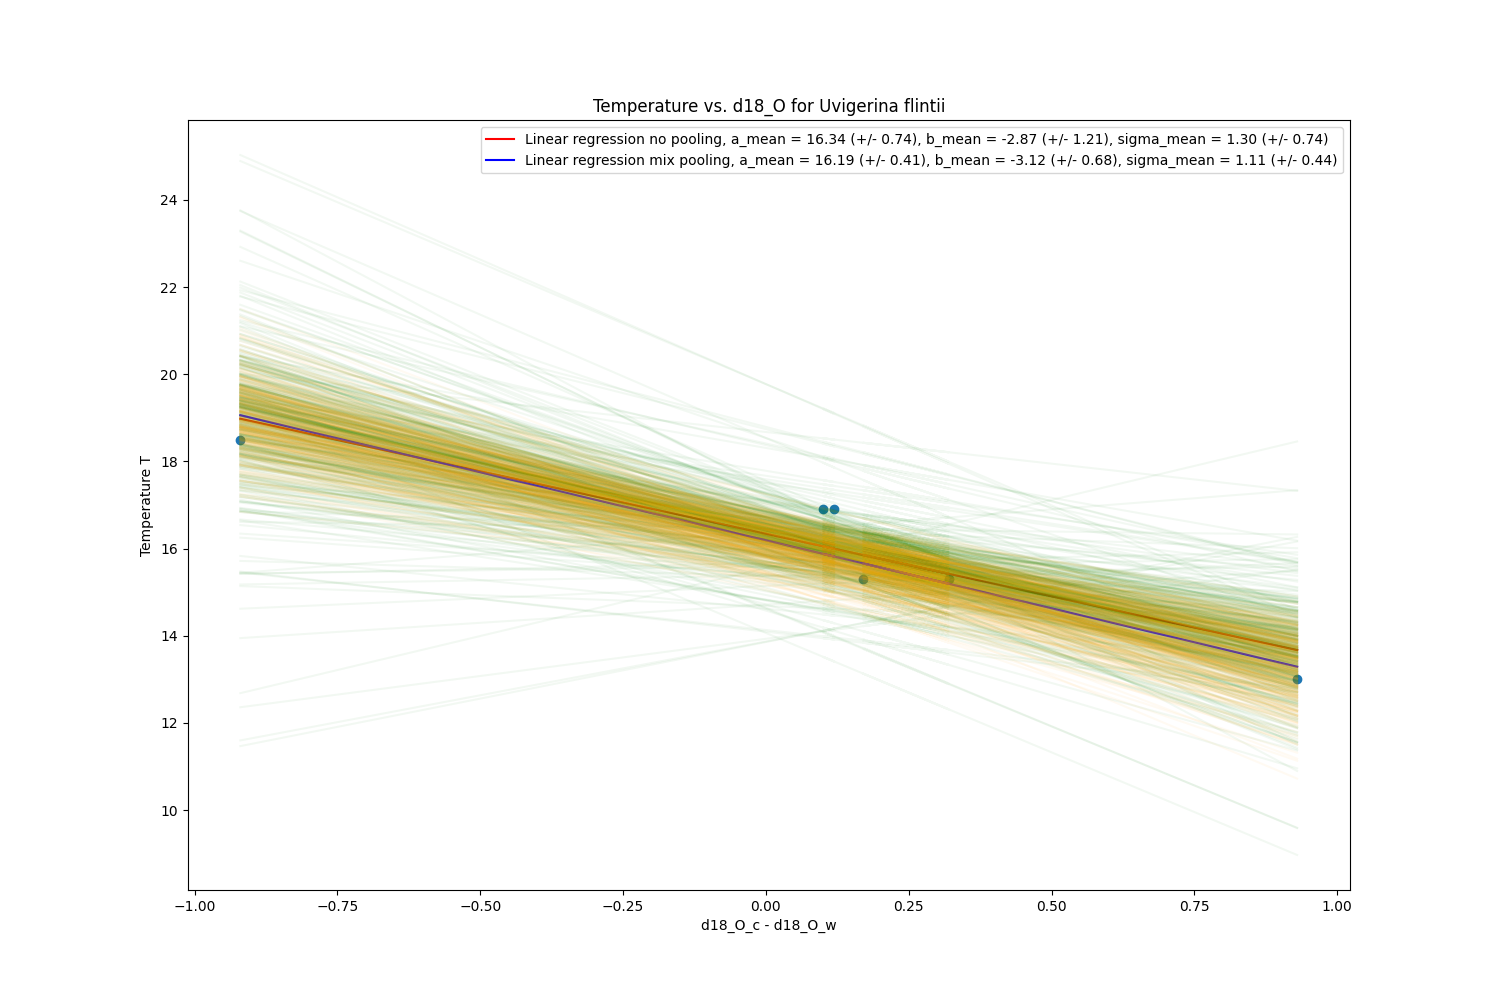 Temperature vs. d18_O for Uvigerina flintii
Linear regression no pooling, a_mean = 16.34 (+/- 0.74), b_mean = -2.87 (+/- 1.21), sigma_mean = 1.30 (+/- 0.74)
Linear regression mix pooling, a_mean = 16.19 (+/- 0.41), b_mean = -3.12 (+/- 0.68), sigma_mean = 1.11 (+/- 0.44)
Temperature T
24
22
20
18
16
14
12
10
−1.00 −0.75 −0.50 −0.25 0.00 0.25 0.50 0.75 1.00
d18_O_c - d18_O_w